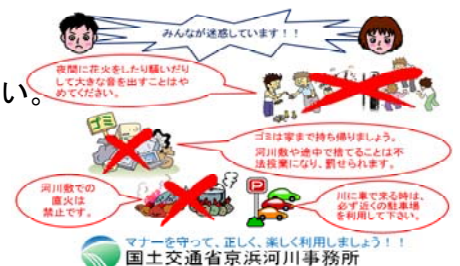 みんなが迷惑しています！！
夜間に花火をしたり騒いだり
して大きな音を出すことはや
めてください。
い。
ゴミ
ゴミは家まで持ち帰りましょう。
河川敷や途中で捨てることは不
法投棄になり、罰せられます。
河川敷での
直火は
禁止です。
P
川に車で来る時は、
必ず近くの駐車場
を利用して下さい。
マナーを守って、正しく、楽しく利用しましょう！！
国土交通省京浜河川事務所